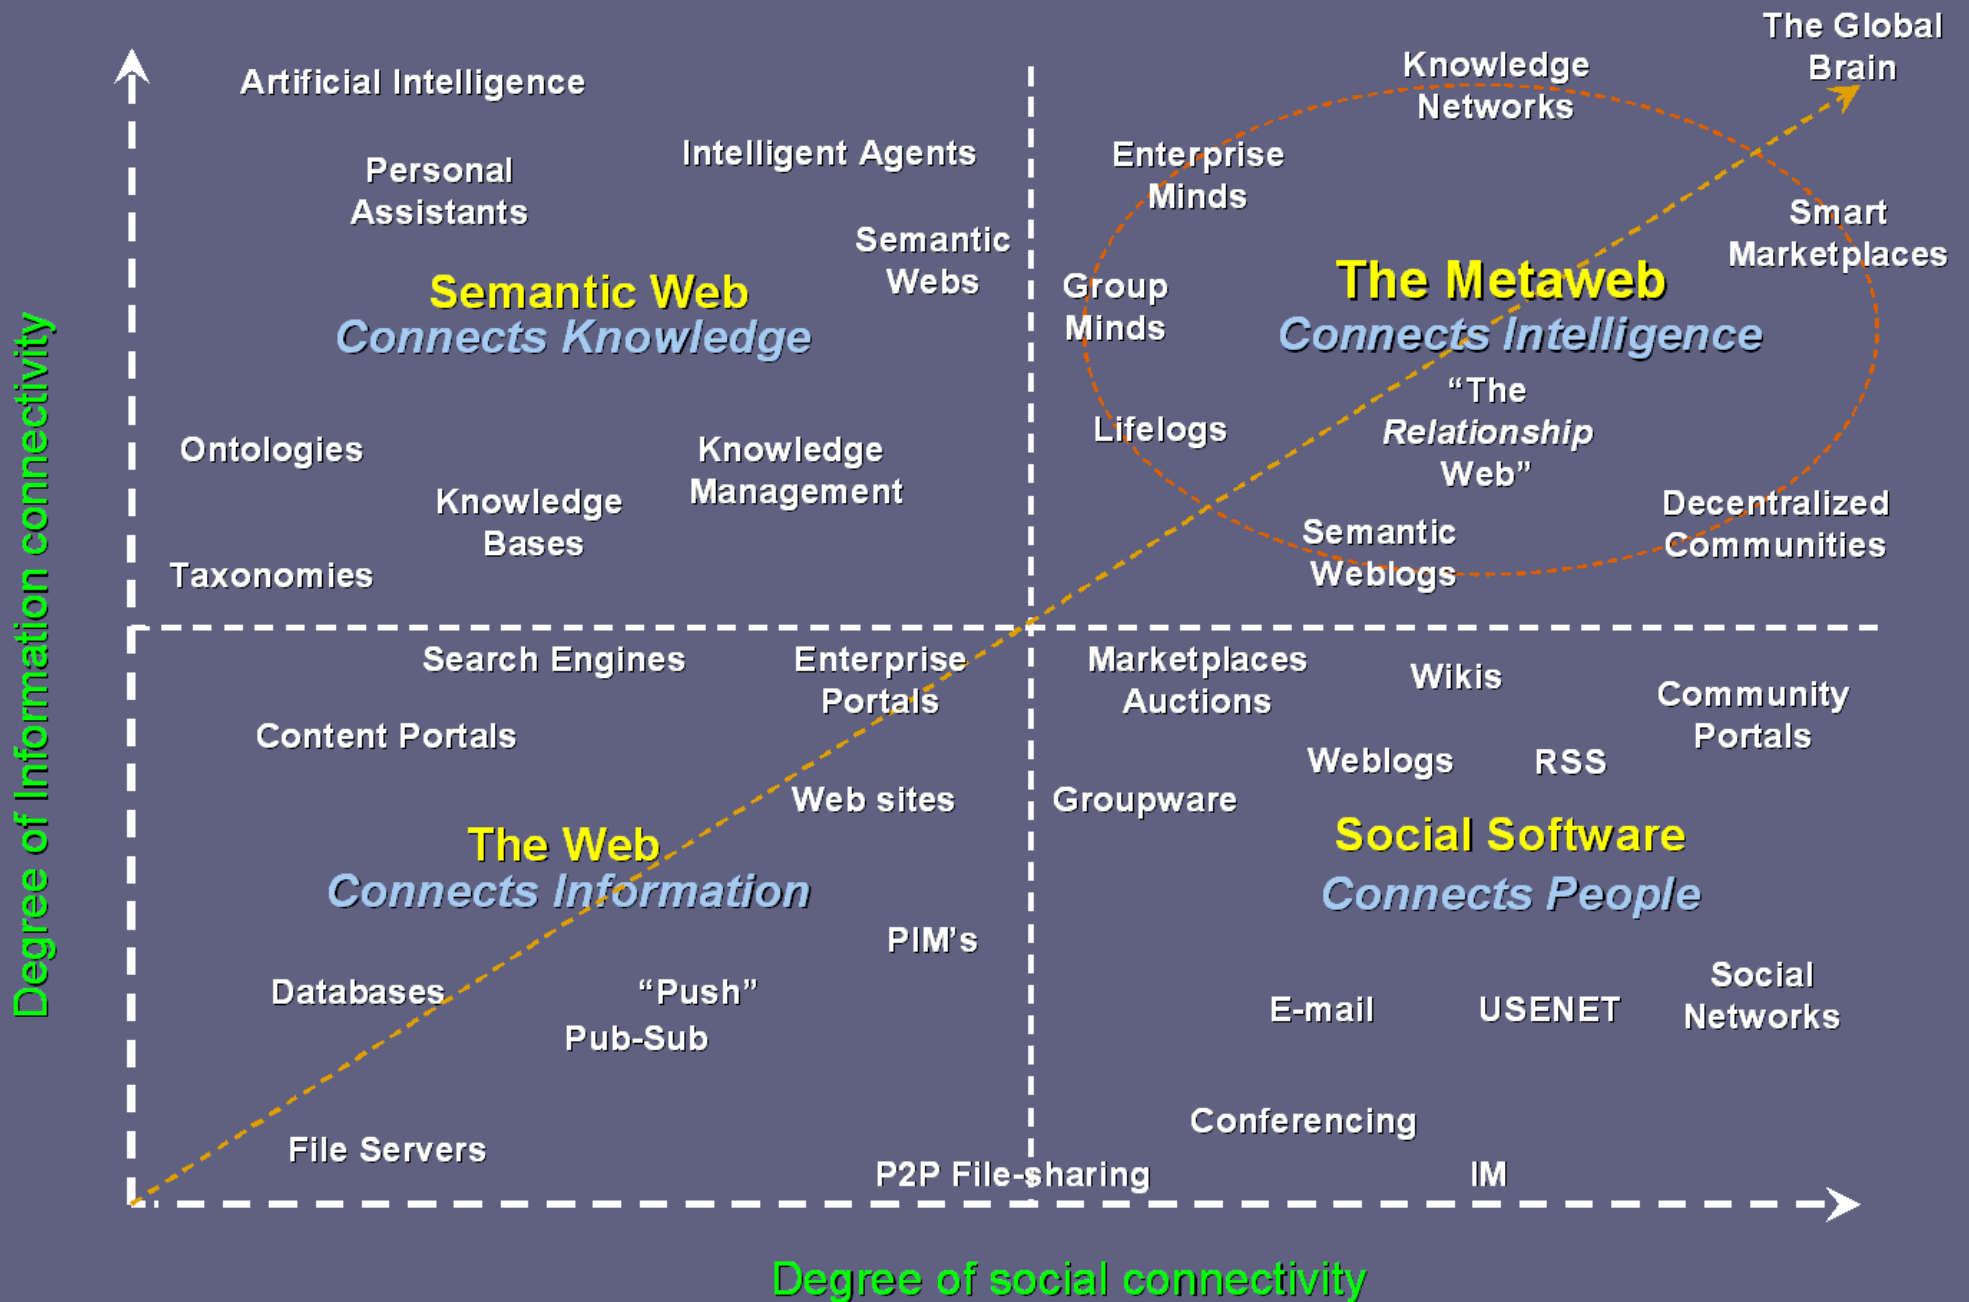 The Global
Brain
Artificial Intelligence
Knowledge
Networks
Personal
Assistants
Intelligent Agents
Enterprise
Minds
Semantic
Webs
Smart
Marketplaces
Semantic Web
Connects Knowledge
Group
Minds
The Metaweb
Connects Intelligence
“The
Relationship
Web”
Lifelogs
Ontologies
Knowledge
Management
Knowledge
Bases
Taxonomies
Semantic
Weblogs
Decentralized
Communities
Degree of Information connectivity
Search Engines
Enterprise
Portals
Content Portals
Web sites
The Web
Connects Information
PIM’s
Databases
“Push”
Pub-Sub
File Servers
P2P File-sharing
Marketplaces
Auctions
Wikis
Community
Portals
Weblogs
RSS
Groupware
Social Software
Connects People
Social
Networks
E-mail
USENET
Conferencing
IM
Degree of social connectivity